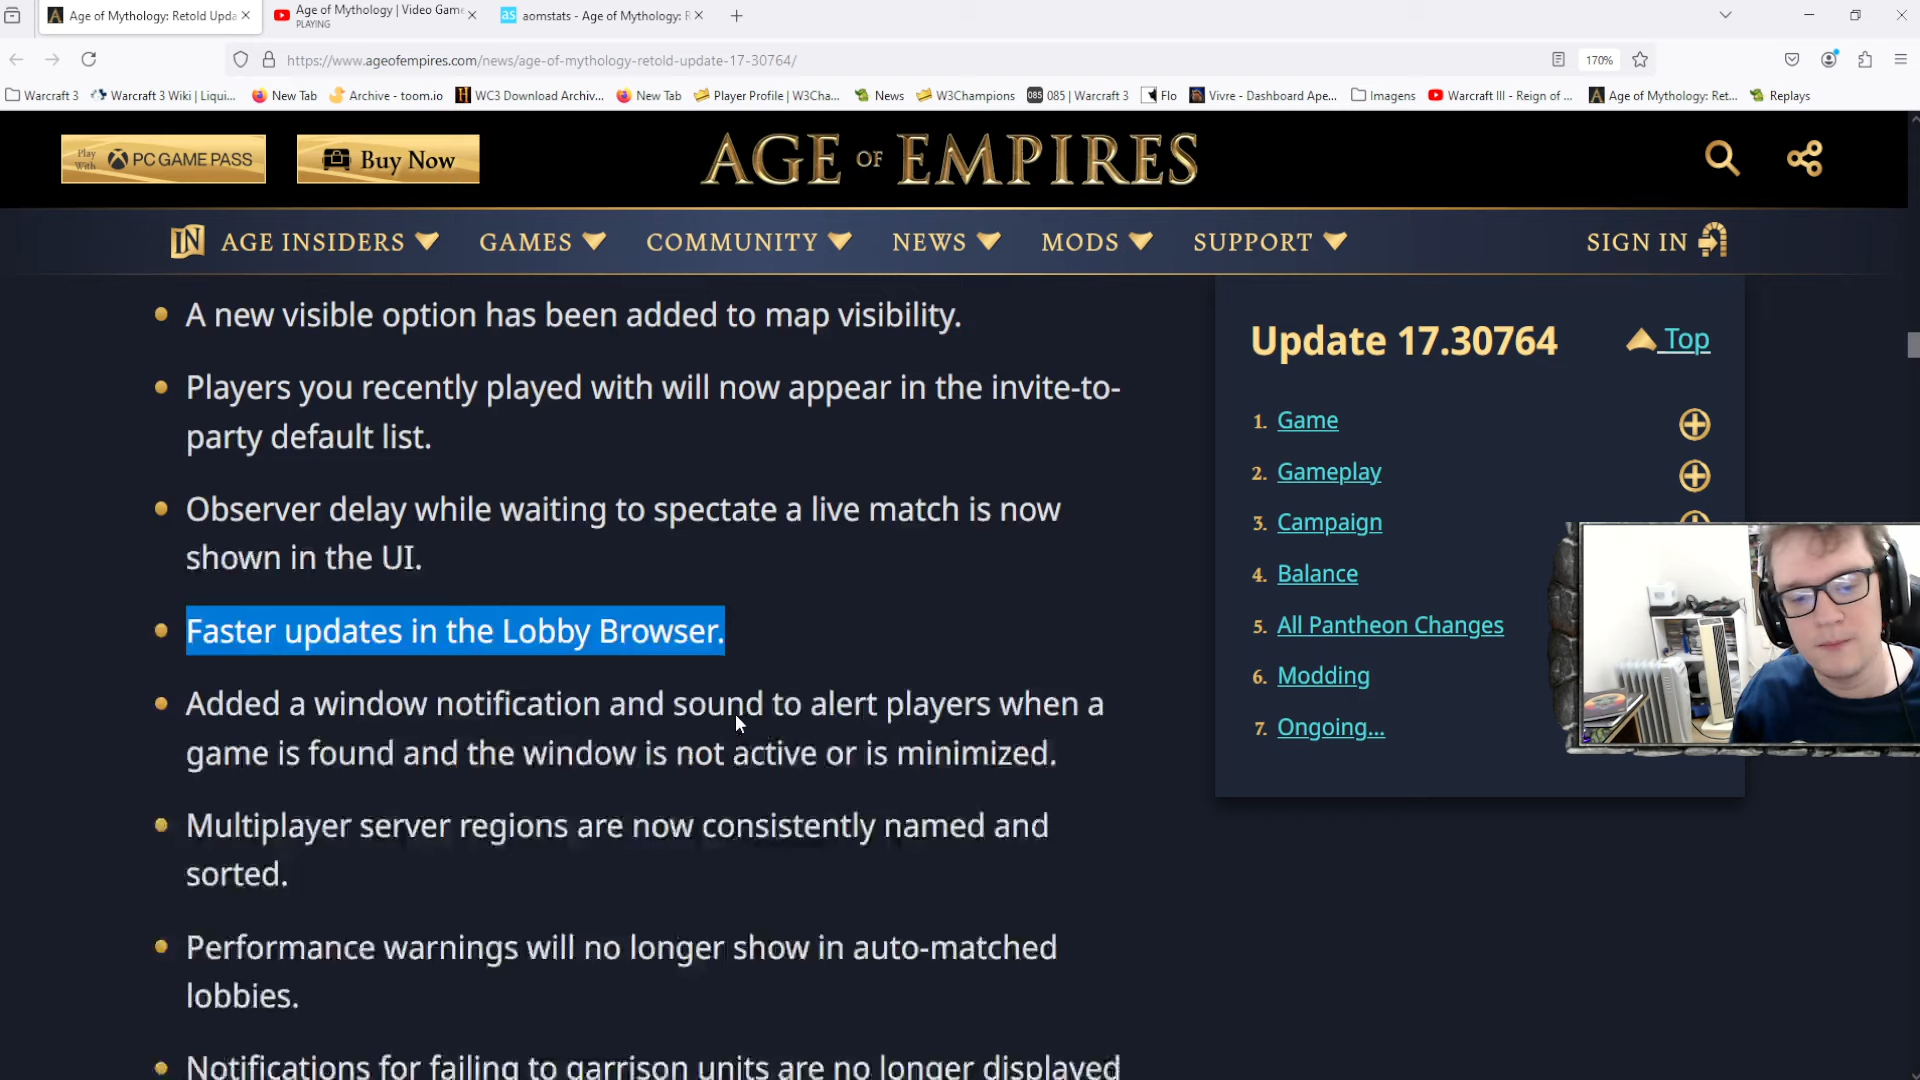 Age of Mythology: Retold Upda
Age of Mythology | Video Game
PLAYING
as aomstats - Age of Mythology: R
https://www.ageofempires.com/news/age-of-mythology-retold-update-17-30764/
170%
Warcraft 3
Warcraft 3 Wiki | Liqui...
New Tab
Archive - toom.io
WC3 Download Archiv...
New Tab
Player Profile | W3Cha...
News
W3Champions
085 085 | Warcraft 3
Flo
Vivre - Dashboard Ape...
Imagens
Warcraft III - Reign of ...
Age of Mythology: Ret...
Replays
Play With PC GAME PASS
Buy Now
AGE OF EMPIRES
IN AGE INSIDERS
GAMES
COMMUNITY
NEWS
MODS
SUPPORT
SIGN IN
A new visible option has been added to map visibility.
Players you recently played with will now appear in the invite-to-
party default list.
Observer delay while waiting to spectate a live match is now
shown in the UI.
Faster updates in the Lobby Browser.
Added a window notification and sound to alert players when a
game is found and the window is not active or is minimized.
Multiplayer server regions are now consistently named and
sorted.
Performance warnings will no longer show in auto-matched
lobbies.
Notifications for failing to garrison units are no longer displayed
Update 17.30764
Top
1. Game
2. Gameplay
3. Campaign
4. Balance
5. All Pantheon Changes
6. Modding
7. Ongoing...